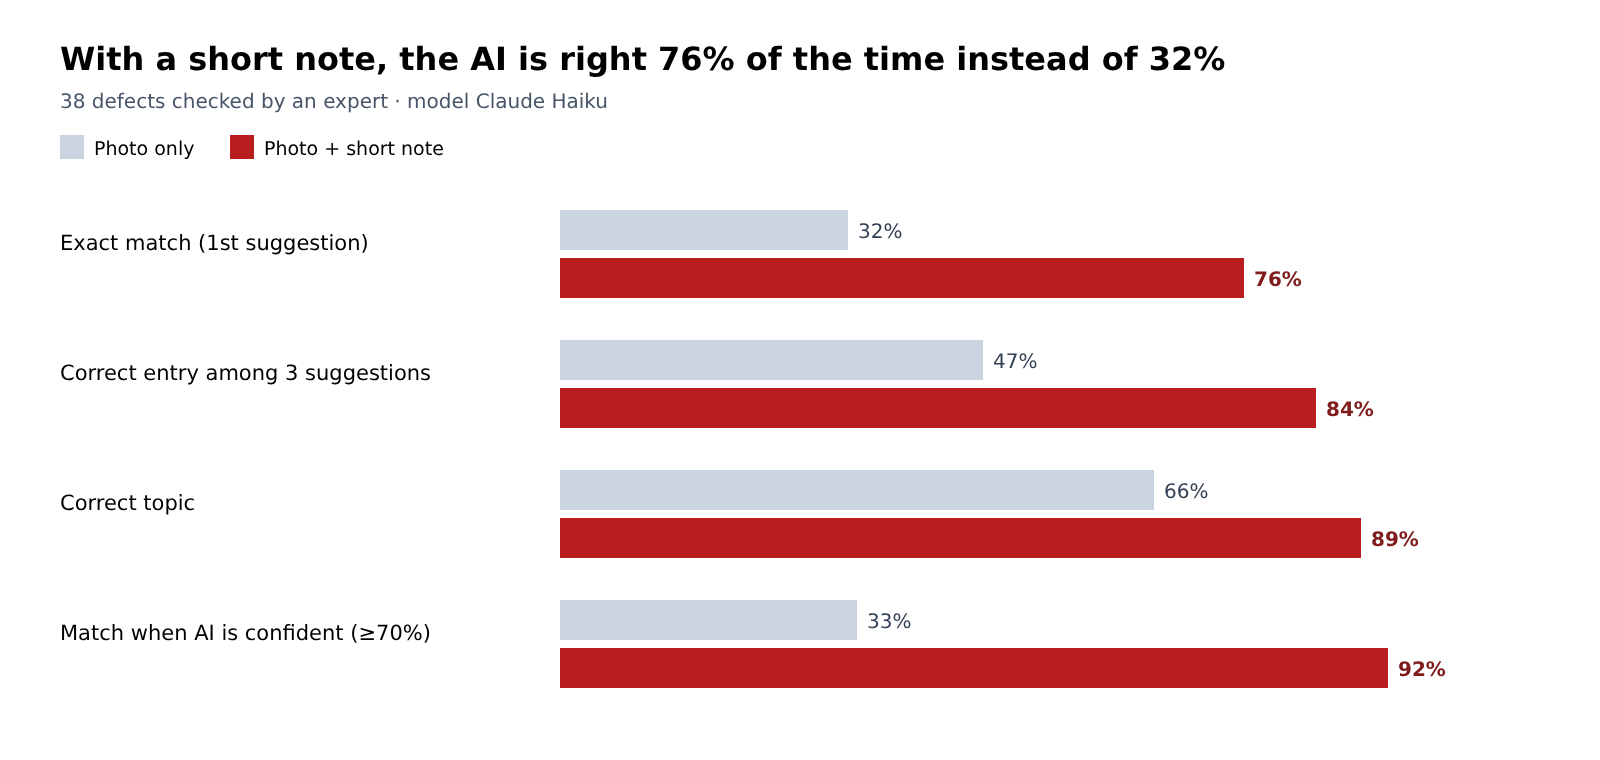 With a short note, the AI is right 76% of the time instead of 32%
38 defects checked by an expert · model Claude Haiku
Photo only
Photo + short note
Exact match (1st suggestion)
32%
76%
Correct entry among 3 suggestions
47%
84%
Correct topic
66%
89%
Match when AI is confident (≥70%)
33%
92%